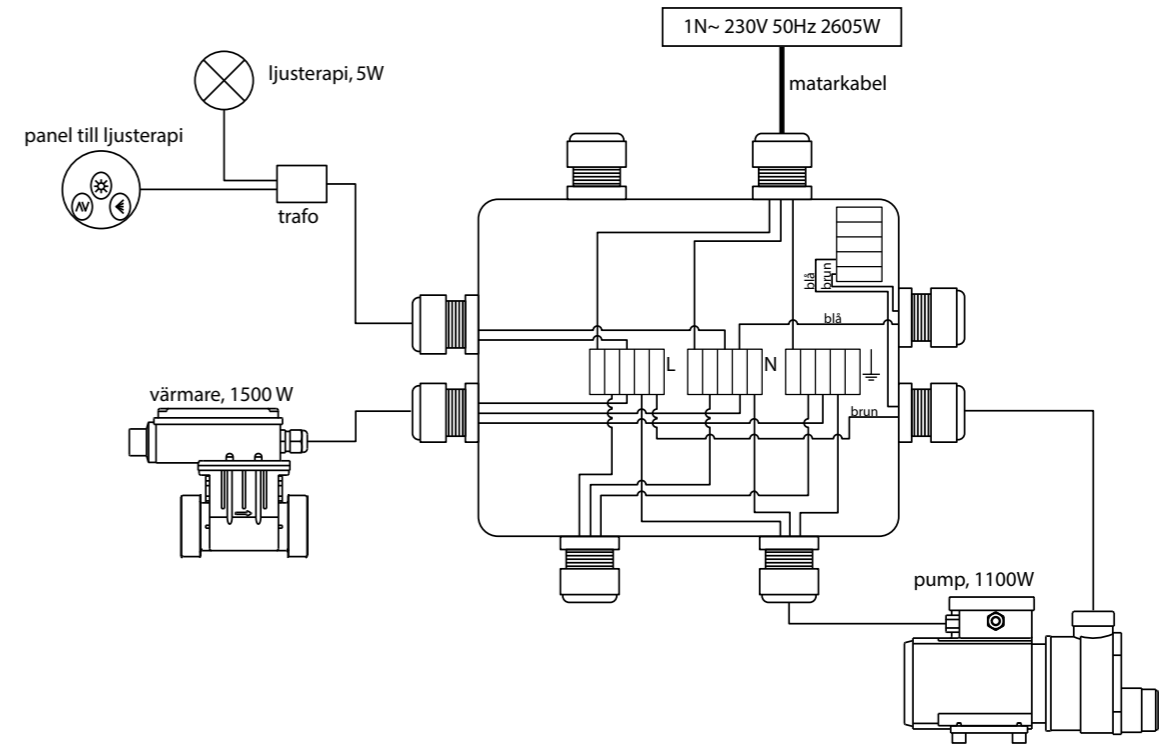 1N~ 230V 50Hz 2605W
matarkabel
ljusterapi, 5W
panel till ljusterapi
trafo
blå
brun
blå
L
N
brun
värmare, 1500 W
pump, 1100W